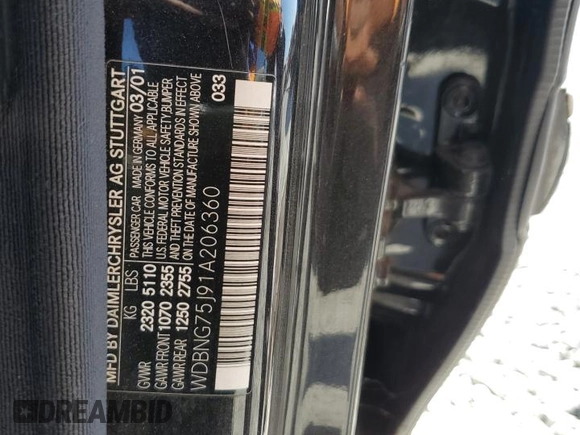 MFD BY DAIMLERCHRYSLER AG STUTTGART
KG LBS PASSENGER CAR MADE IN GERMANY 03/01
GVWR 2320 5110 THIS VEHICLE CONFORMS TO ALL APPLICABLE
GAWR FRONT 1070 2355 U.S. FEDERAL MOTOR VEHICLE SAFETY, BUMPER
GAWR REAR 1250 2755 AND THEFT PREVENTION STANDARDS IN EFFECT
ON THE DATE OF MANUFACTURE SHOWN ABOVE
033
WDBNG75J91A206360
DREAMBID